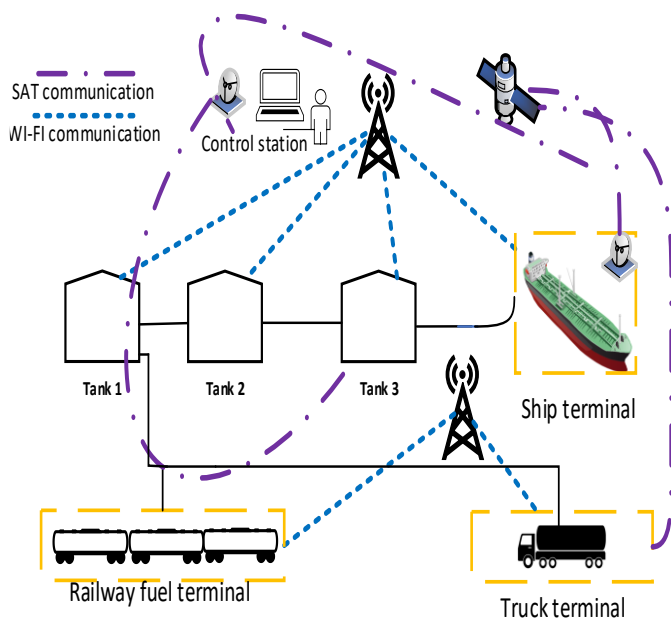 SAT communication
WI-FI communication
Control station
Tank 1
Tank 2
Tank 3
Ship terminal
Railway fuel terminal
Truck terminal